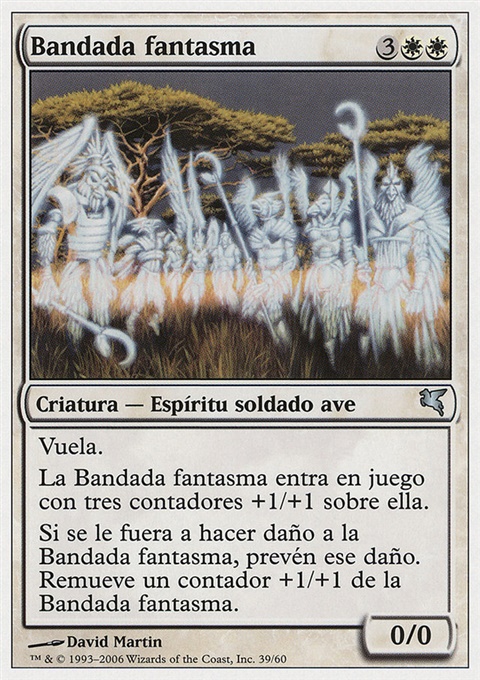 Bandada fantasma 3
Criatura — Espíritu soldado ave
Vuela.
La Bandada fantasma entra en juego
con tres contadores +1/+1 sobre ella.
Si se le fuera a hacer daño a la
Bandada fantasma, prevén ese daño.
Remueve un contador +1/+1 de la
Bandada fantasma.
David Martin
0/0
™ & © 1993–2006 Wizards of the Coast, Inc. 39/60